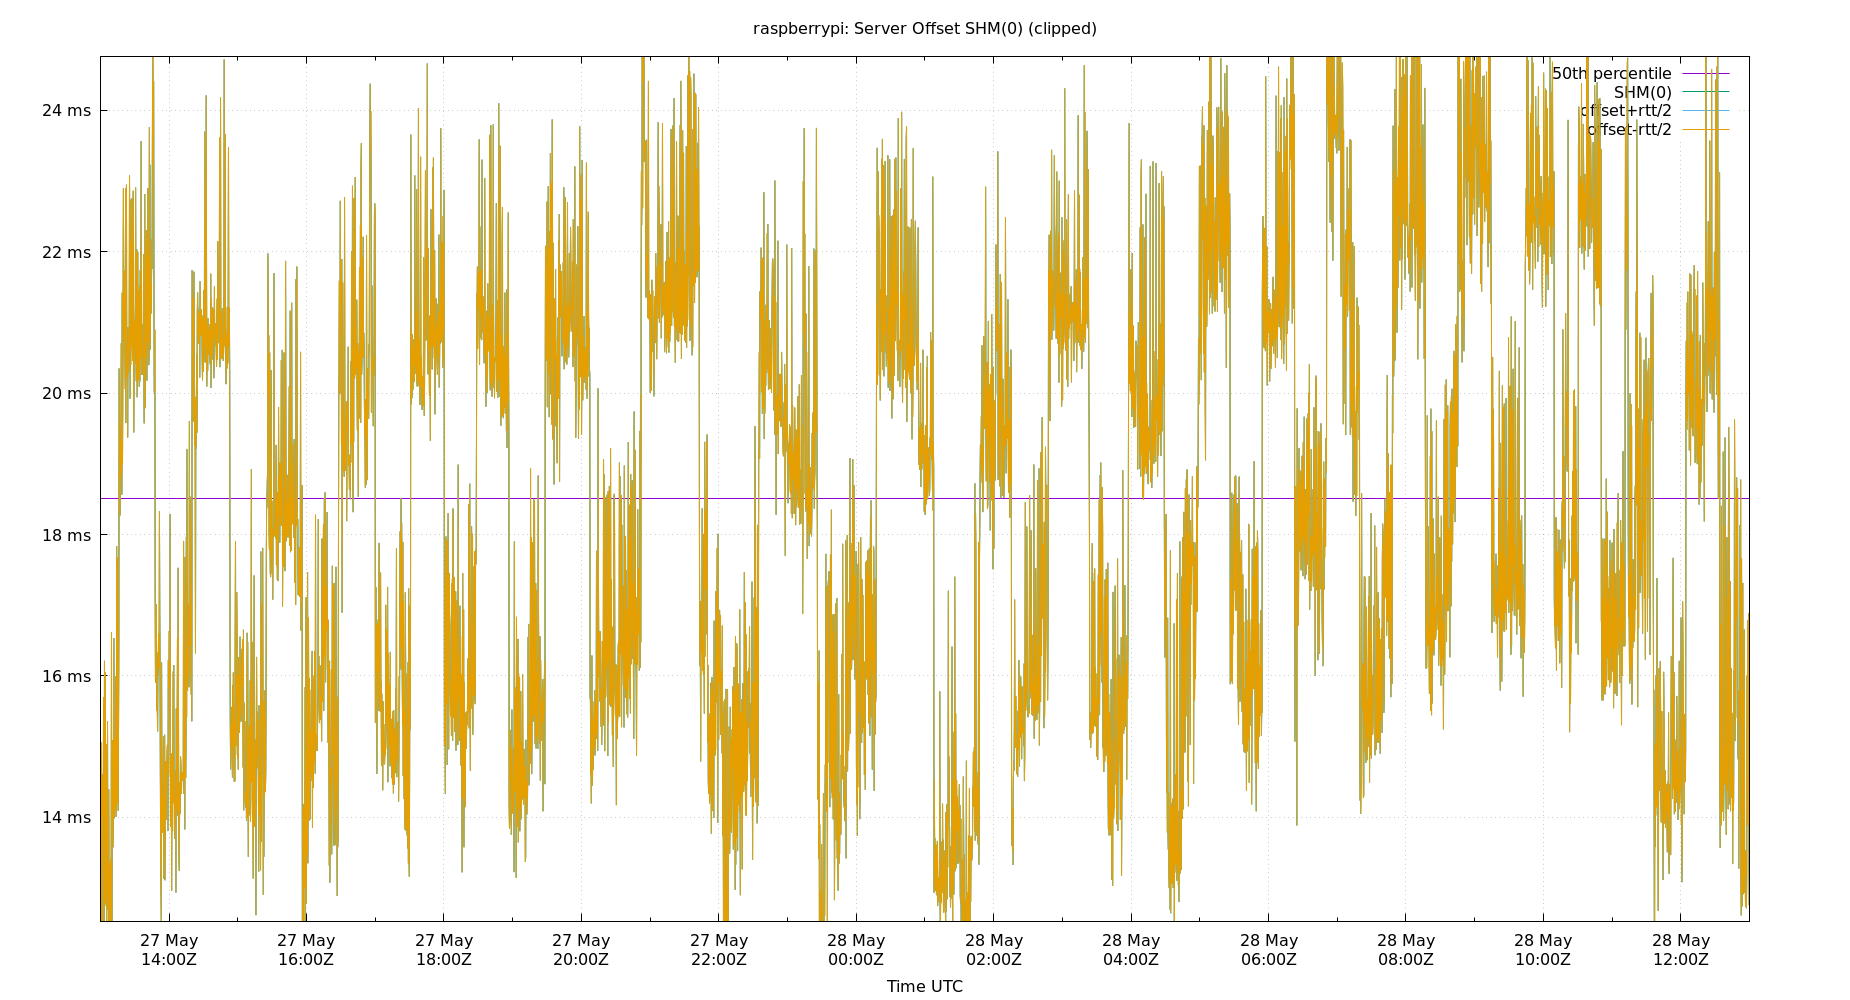 raspberrypi: Server Offset SHM(0) (clipped)
50th percentile
SHM(0)
offset+rtt/2
offset-rtt/2
24 ms
22 ms
20 ms
18 ms
16 ms
14 ms
27 May 27 May 27 May 27 May 27 May 28 May 28 May 28 May 28 May 28 May 28 May 28 May
14:00Z 16:00Z 18:00Z 20:00Z 22:00Z 00:00Z 02:00Z 04:00Z 06:00Z 08:00Z 10:00Z 12:00Z
Time UTC